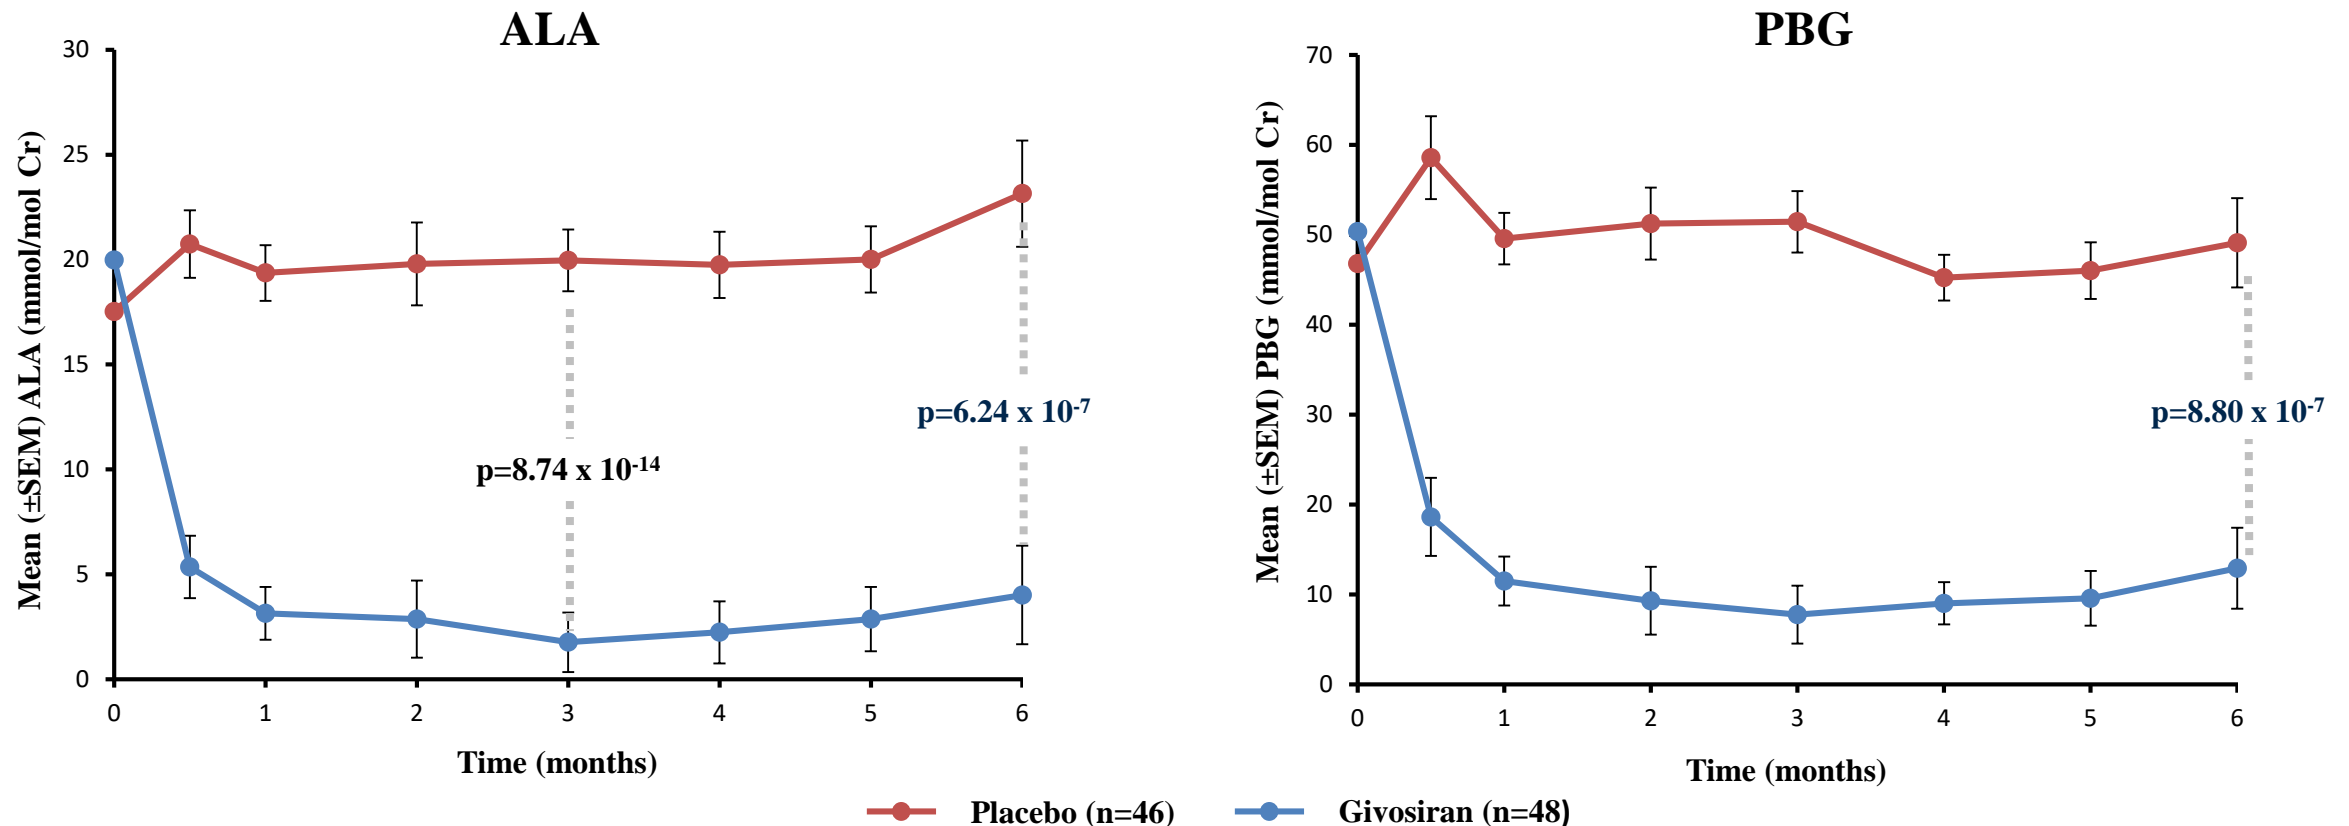 ALA
30
25
20
15
10
5
0
Mean (±SEM) ALA (mmol/mol Cr)
p=8.74 x 10-14
p=6.24 x 10-7
0 1 2 3 4 5 6
Time (months)
PBG
70
60
50
40
30
20
10
0
Mean (±SEM) PBG (mmol/mol Cr)
p=8.80 x 10-7
0 1 2 3 4 5 6
Time (months)
Placebo (n=46) Givosiran (n=48)